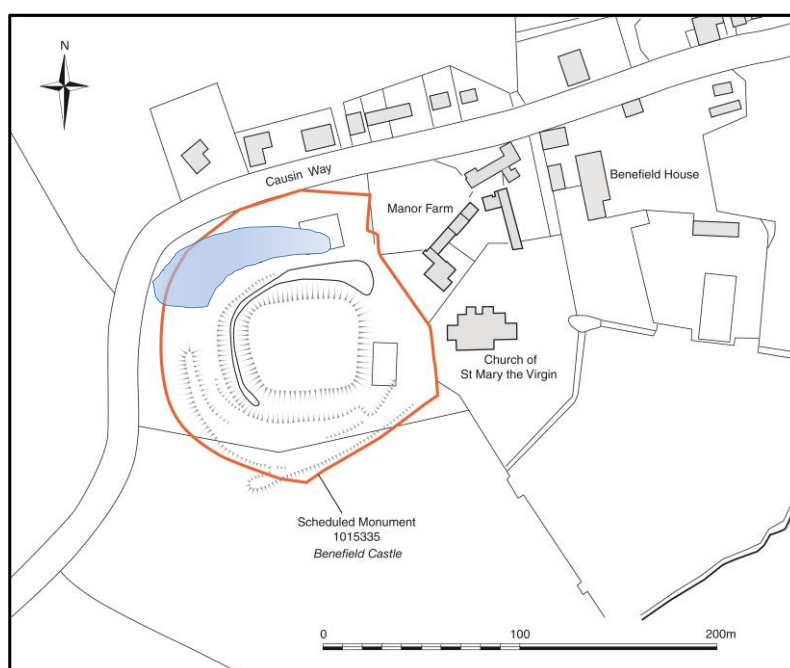 N
Causin Way
Manor Farm
Benefield House
Church of
St Mary the Virgin
Scheduled Monument
1015335
Benefield Castle
0 100 200m